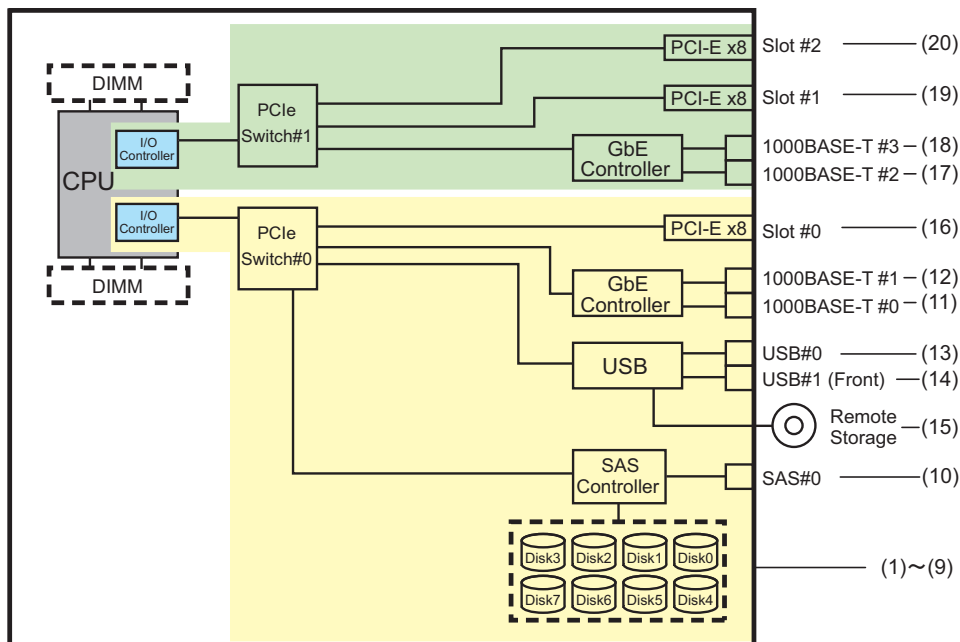 PCI-E x8 Slot #2 (20)
DIMM
PCIe
Switch#1
PCI-E x8 Slot #1 (19)
I/O
Controller
GbE
Controller
1000BASE-T #3 (18)
1000BASE-T #2 (17)
CPU
I/O
Controller
PCIe
Switch#0
PCI-E x8 Slot #0 (16)
DIMM
GbE
Controller
1000BASE-T #1 (12)
1000BASE-T #0 (11)
USB
USB#0 (13)
USB#1 (Front) (14)
Remote
Storage
(15)
SAS
Controller
SAS#0 (10)
Disk3 Disk2 Disk1 Disk0
Disk7 Disk6 Disk5 Disk4
(1)~(9)